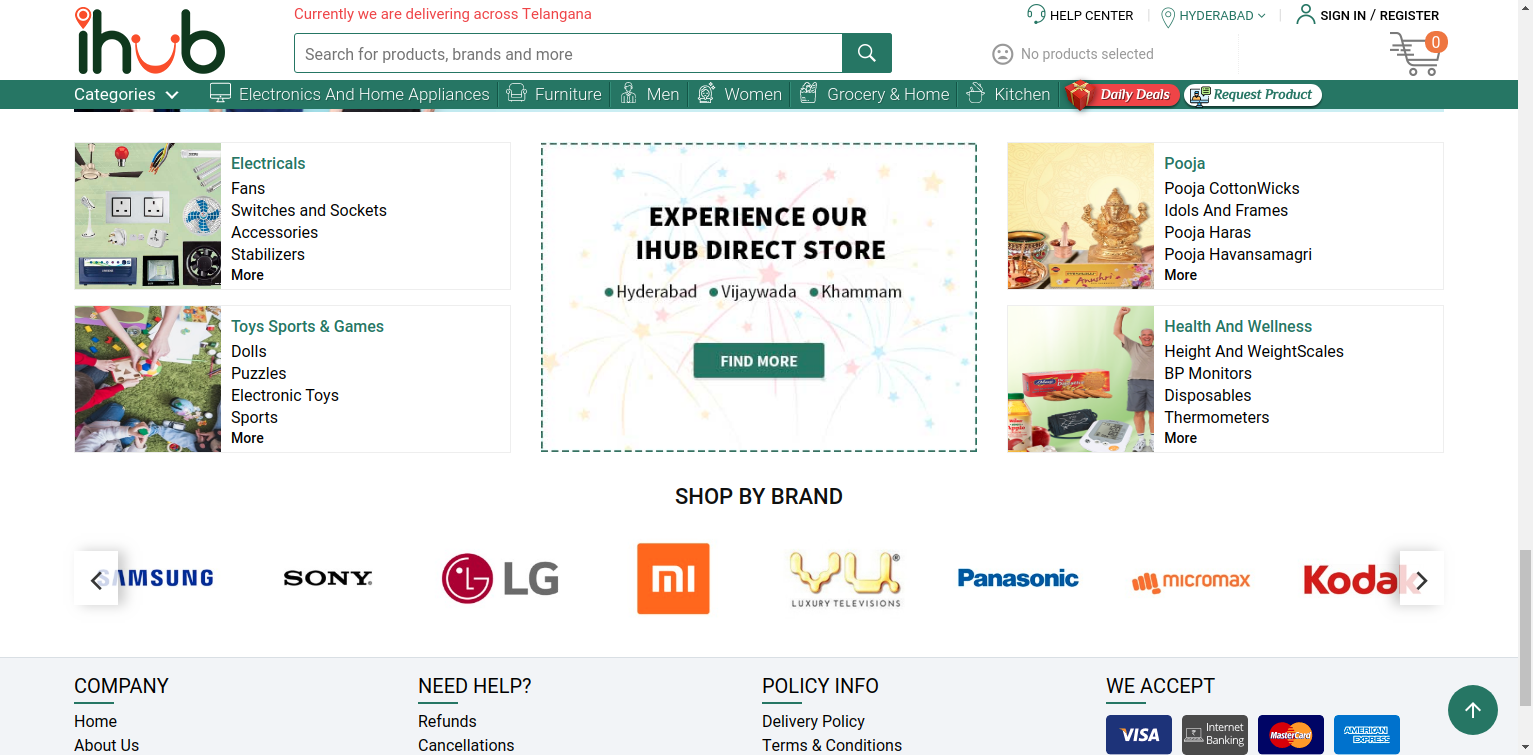 ihub
Currently we are delivering across Telangana
HELP CENTER
HYDERABAD
SIGN IN / REGISTER
Search for products, brands and more
No products selected
0
Categories
Electronics And Home Appliances
Furniture
Men
Women
Grocery & Home
Kitchen
Daily Deals
Request Product
Electricals
Fans
Switches and Sockets
Accessories
Stabilizers
More
EXPERIENCE OUR
IHUB DIRECT STORE
Hyderabad
Vijaywada
Khammam
FIND MORE
Pooja
Pooja CottonWicks
Idols And Frames
Pooja Haras
Pooja Havansamagri
More
Toys Sports & Games
Dolls
Puzzles
Electronic Toys
Sports
More
Health And Wellness
Height And WeightScales
BP Monitors
Disposables
Thermometers
More
SHOP BY BRAND
SAMSUNG
SONY
LG
mi
VU
LUXURY TELEVISIONS
Panasonic
micromax
Kodak
COMPANY
Home
About Us
NEED HELP?
Refunds
Cancellations
POLICY INFO
Delivery Policy
Terms & Conditions
WE ACCEPT
VISA
Internet
Banking
MasterCard
AMERICAN
EXPRESS